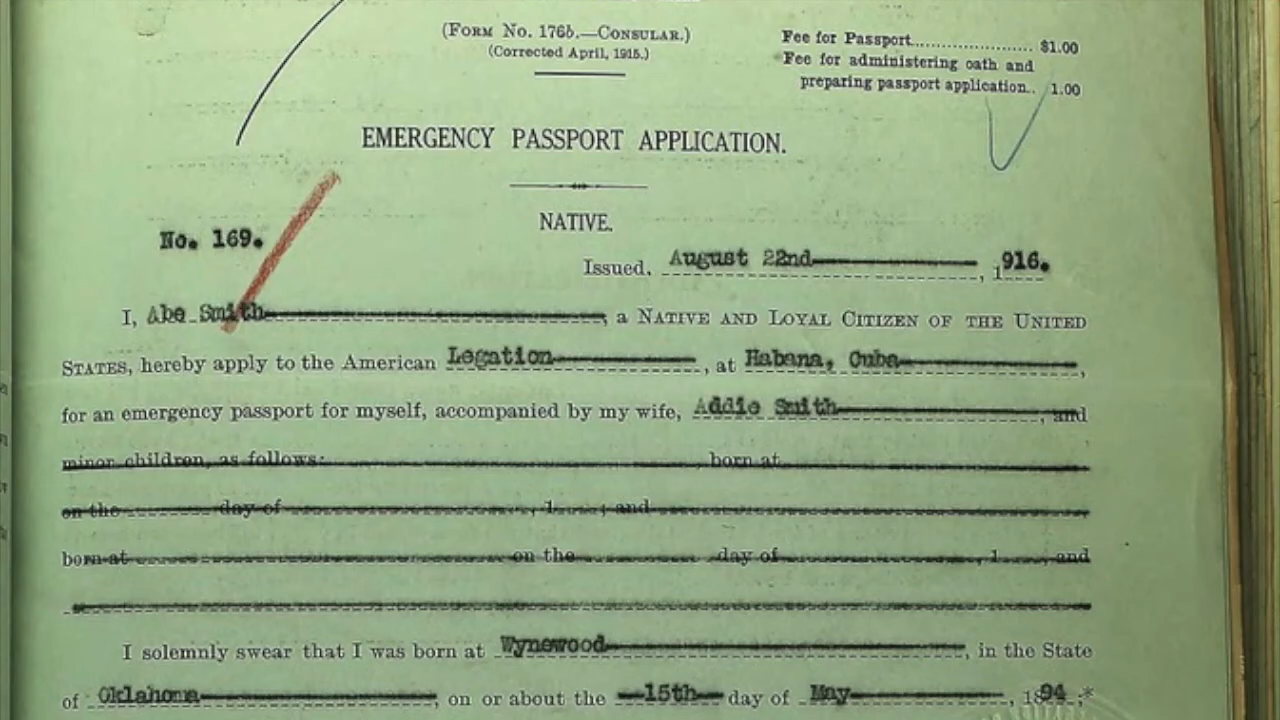 (FORM NO. 176b.—CONSULAR.)
(Corrected April, 1915.)
Fee for Passport.............................. $1.00
Fee for administering oath and
preparing passport application.. 1.00
EMERGENCY PASSPORT APPLICATION.
NATIVE.
No. 169.
Issued, August 22nd, 1916.
I, Abe Smith, a NATIVE AND LOYAL CITIZEN OF THE UNITED
STATES, hereby apply to the American Legation, at Habana, Cuba,
for an emergency passport for myself, accompanied by my wife, Addie Smith, and
minor children, as follows: , born at
on the day of , 1 ; and
born at on the day of , 1 , and
I solemnly swear that I was born at Wynewood, in the State
of Oklahoma, on or about the 15th day of May, 1894 ;*